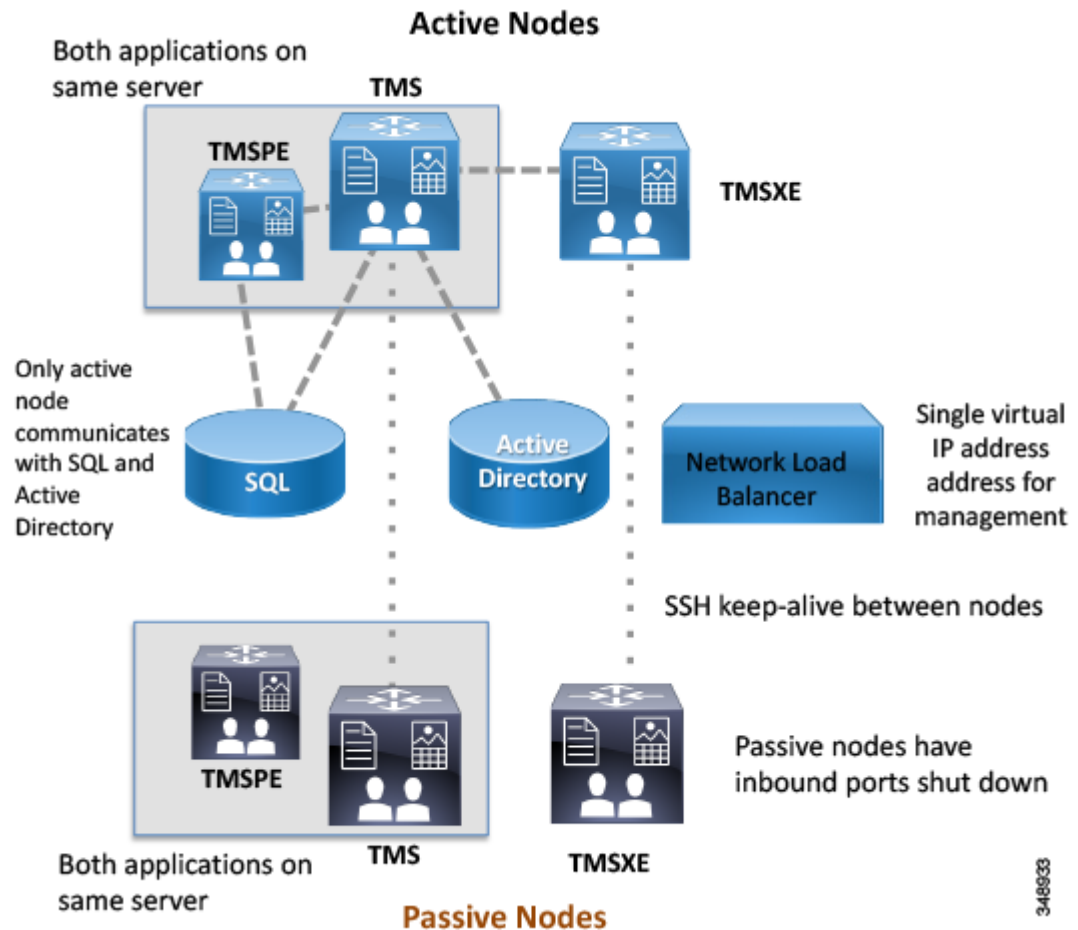 Active Nodes
Both applications on
same server
TMS
TMSPE
TMSXE
Only active
node
communicates
with SQL and
Active
Directory
SQL
Active
Directory
Network Load
Balancer
Single virtual
IP address
address for
management
SSH keep-alive between nodes
TMSPE
TMS
TMSXE
Passive nodes have
inbound ports shut down
Both applications on
same server
Passive Nodes
348933